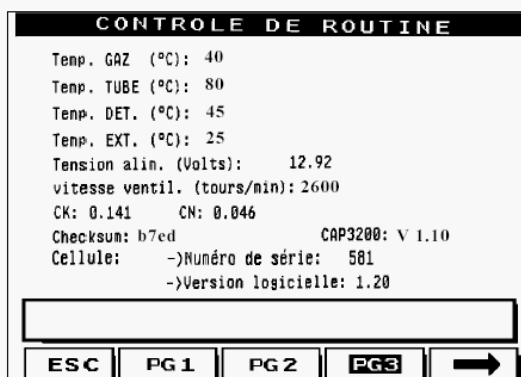 CONTROLE DE ROUTINE
Temp. GAZ (°C): 40
Temp. TUBE (°C): 80
Temp. DET. (°C): 45
Temp. EXT. (°C): 25
Tension alim. (Volts): 12.92
vitesse ventil. (tours/min): 2600
CK: 0.141 CN: 0.046
Checksum: b7ed CAP3200: V 1.10
Cellule: ->Numéro de série: 581
->Version logicielle: 1.20
ESC PG1 PG2 PG3